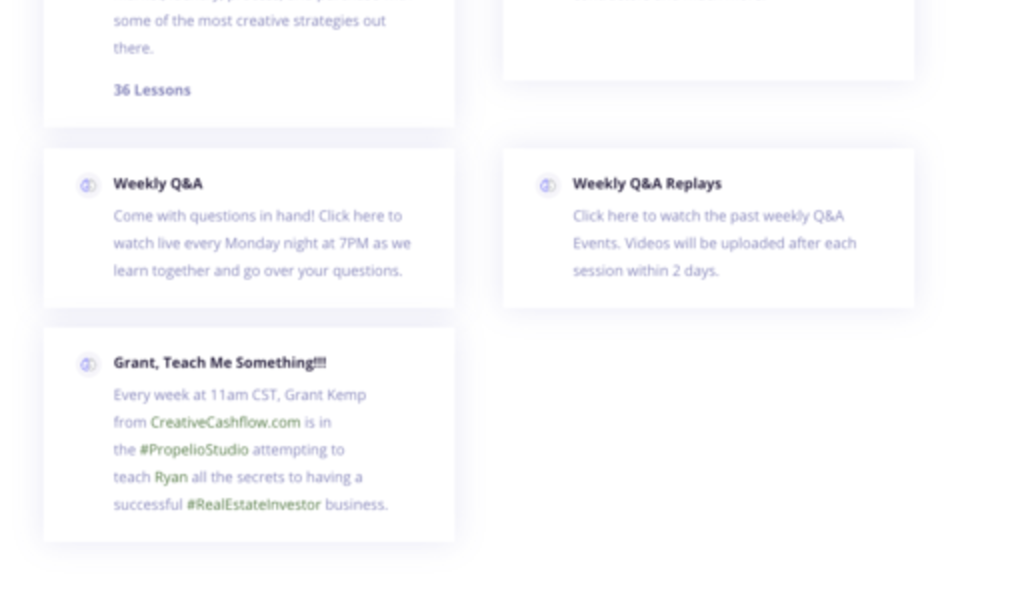 some of the most creative strategies out
there.
36 Lessons
Weekly Q&A
Come with questions in hand! Click here to
watch live every Monday night at 7PM as we
learn together and go over your questions.
Weekly Q&A Replays
Click here to watch the past weekly Q&A
Events. Videos will be uploaded after each
session within 2 days.
Grant, Teach Me Something!!!
Every week at 11am CST, Grant Kemp
from CreativeCashflow.com is in
the #PropelioStudio attempting to
teach Ryan all the secrets to having a
successful #RealEstateInvestor business.